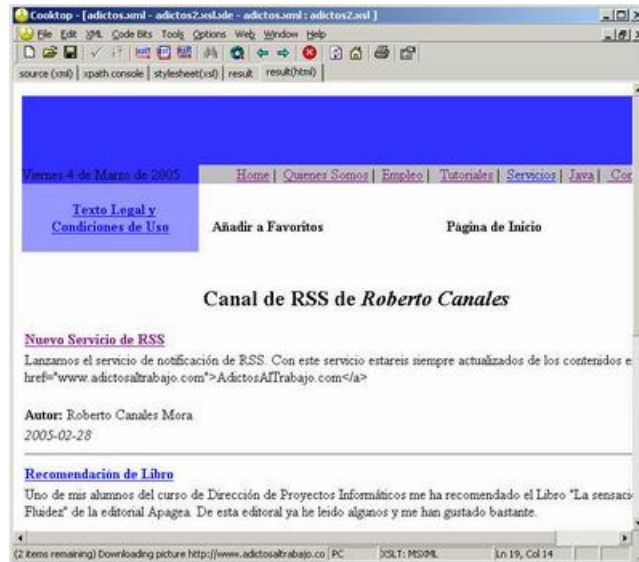 Cooktop - [adictos.xml - adictos2.xsl.xde - adictos.xml : adictos2.xsl ]
File Edit XML Code Bits Tools Options Web Window Help
source (xml) | xpath console | stylesheet(xsl) | result | result(html)
Viernes 4 de Marzo de 2005 Home | Quienes Somos | Empleo | Tutoriales | Servicios | Java | Cor
Texto Legal y
Condiciones de Uso Añadir a Favoritos Página de Inicio
Canal de RSS de Roberto Canales
Nuevo Servicio de RSS
Lanzamos el servicio de notificación de RSS. Con este servicio estareis siempre actualizados de los contenidos e
href="www.adictosaltrabajo.com">AdictosAlTrabajo.com</a>
Autor: Roberto Canales Mora
2005-02-28
Recomendación de Libro
Uno de mis alumnos del curso de Dirección de Proyectos Informáticos me ha recomendado el Libro "La sensaci
Fluidez" de la editorial Apagea. De esta editoral ya he leido algunos y me han gustado bastante.
(2 items remaining) Downloading picture http://www.adictosaltrabajo.co PC XSLT: MSXML Ln 19, Col 14